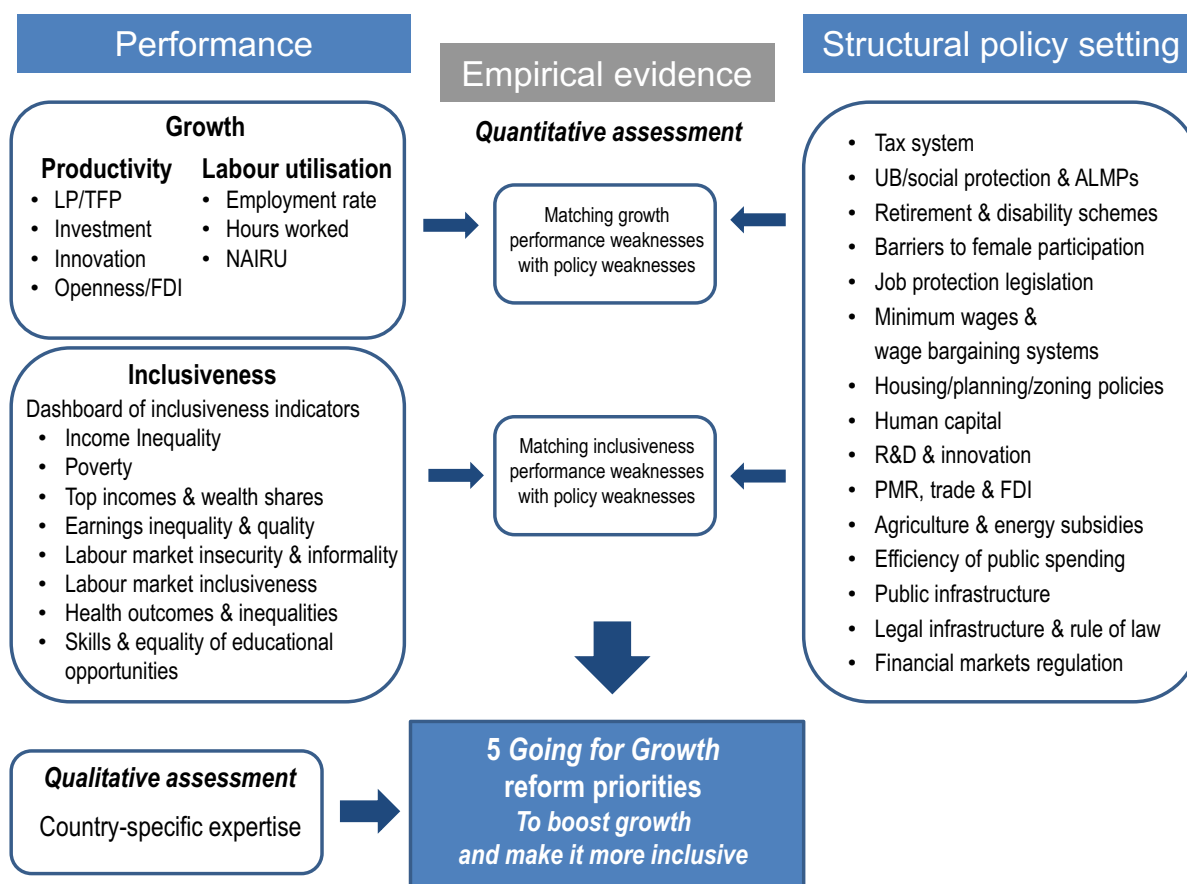 Performance
Empirical evidence
Structural policy setting
Growth
Productivity
• LP/TFP
• Investment
• Innovation
• Openness/FDI
Labour utilisation
• Employment rate
• Hours worked
• NAIRU
Inclusiveness
Dashboard of inclusiveness indicators
• Income Inequality
• Poverty
• Top incomes & wealth shares
• Earnings inequality & quality
• Labour market insecurity & informality
• Labour market inclusiveness
• Health outcomes & inequalities
• Skills & equality of educational
opportunities
Quantitative assessment
Matching growth
performance weaknesses
with policy weaknesses
Matching inclusiveness
performance weaknesses
with policy weaknesses
• Tax system
• UB/social protection & ALMPs
• Retirement & disability schemes
• Barriers to female participation
• Job protection legislation
• Minimum wages &
wage bargaining systems
• Housing/planning/zoning policies
• Human capital
• R&D & innovation
• PMR, trade & FDI
• Agriculture & energy subsidies
• Efficiency of public spending
• Public infrastructure
• Legal infrastructure & rule of law
• Financial markets regulation
Qualitative assessment
Country-specific expertise
5 Going for Growth
reform priorities
To boost growth
and make it more inclusive